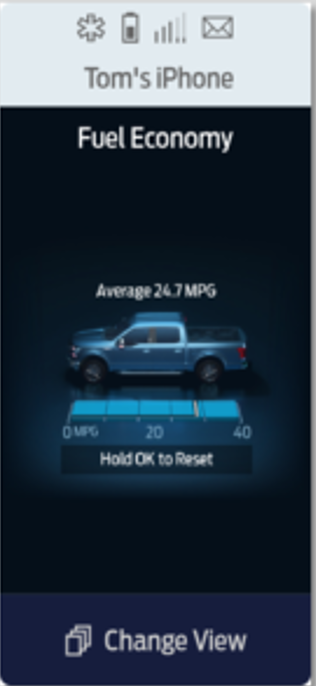 Tom's iPhone
Fuel Economy
Average 24.7 MPG
0 MPG 20 40
Hold OK to Reset
Change View